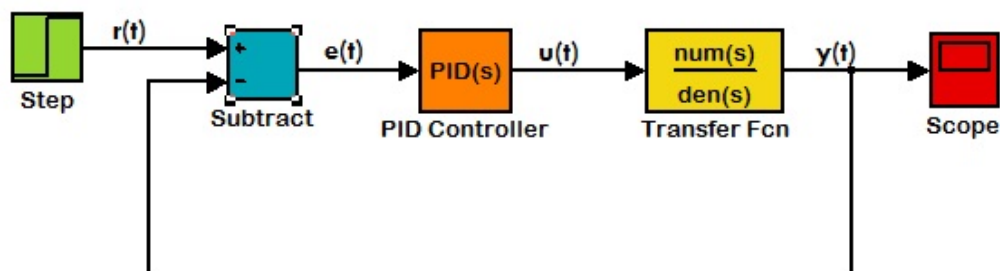 r(t)
+
−
e(t)
PID(s)
u(t)
num(s)
den(s)
y(t)
Step
Subtract
PID Controller
Transfer Fcn
Scope